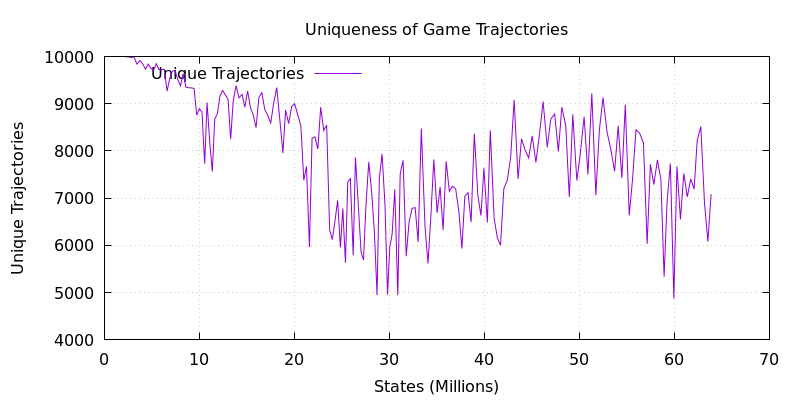 Uniqueness of Game Trajectories
10000
9000
8000
7000
6000
5000
4000
Unique Trajectories
Unique Trajectories
0 10 20 30 40 50 60 70
States (Millions)